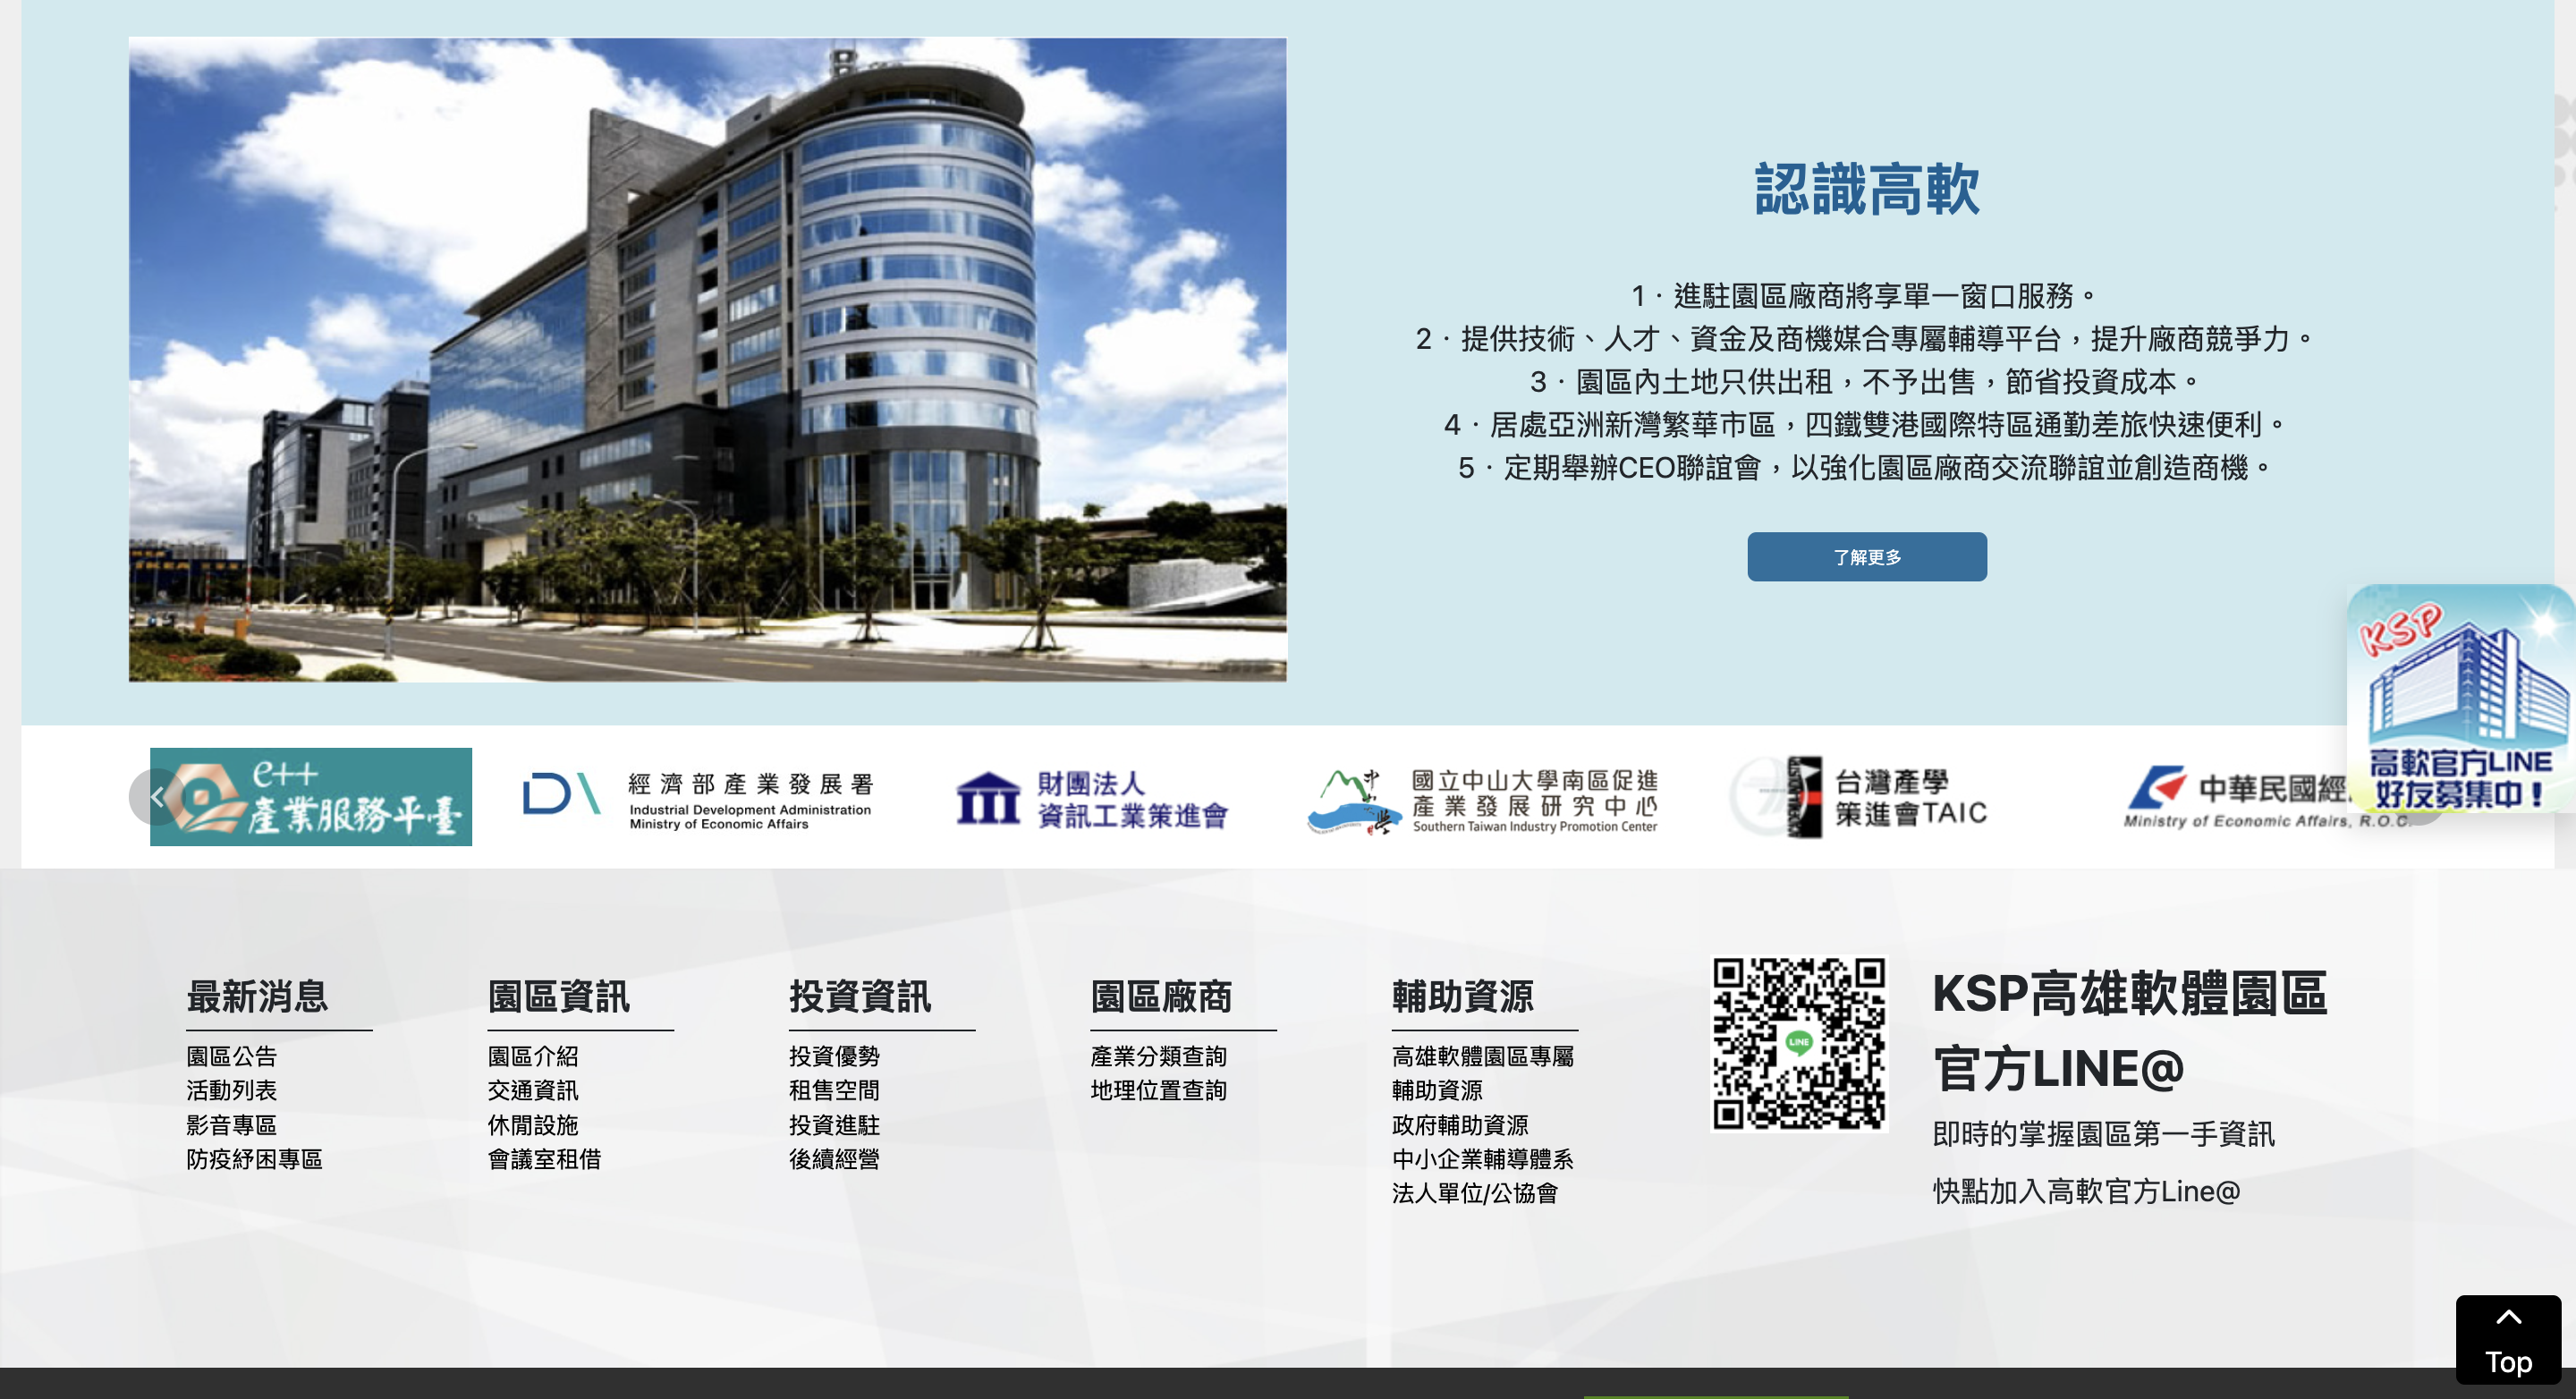 認識高軟
1．進駐園區廠商將享單一窗口服務。
2．提供技術、人才、資金及商機媒合專屬輔導平台，提升廠商競爭力。
3．園區內土地只供出租，不予出售，節省投資成本。
4．居處亞洲新灣繁華市區，四鐵雙港國際特區通勤差旅快速便利。
5．定期舉辦CEO聯誼會，以強化園區廠商交流聯誼並創造商機。
了解更多
KSP
高軟官方LINE
好友募集中！
e++
產業服務平臺
經濟部產業發展署
Industrial Development Administration
Ministry of Economic Affairs
財團法人
資訊工業策進會
國立中山大學南區促進
產業發展研究中心
Southern Taiwan Industry Promotion Center
台灣產學
策進會TAIC
中華民國經
Ministry of Economic Affairs, R.O.C.
最新消息
園區公告
活動列表
影音專區
防疫紓困專區
園區資訊
園區介紹
交通資訊
休閒設施
會議室租借
投資資訊
投資優勢
租售空間
投資進駐
後續經營
園區廠商
產業分類查詢
地理位置查詢
輔助資源
高雄軟體園區專屬
輔助資源
政府輔助資源
中小企業輔導體系
法人單位/公協會
LINE
KSP高雄軟體園區
官方LINE@
即時的掌握園區第一手資訊
快點加入高軟官方Line@
Top